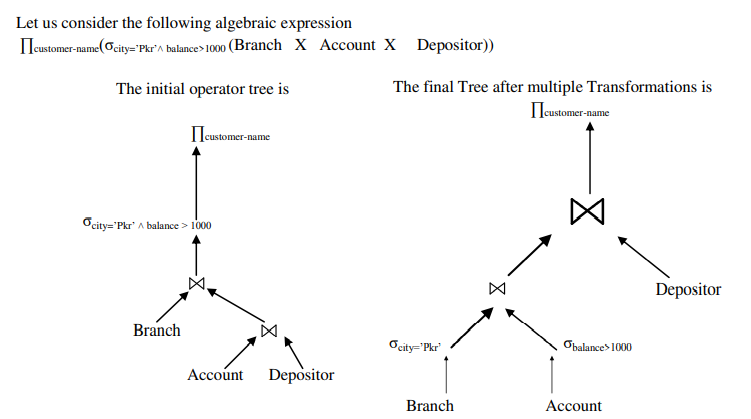 Let us consider the following algebraic expression
∏customer-name(σcity='Pkr'∧ balance>1000 (Branch X Account X Depositor))
The initial operator tree is
∏customer-name
σcity='Pkr' ∧ balance > 1000
⋈
Branch
⋈
Account Depositor
The final Tree after multiple Transformations is
∏customer-name
⋈
⋈
Depositor
σcity='Pkr'
σbalance>1000
Branch
Account